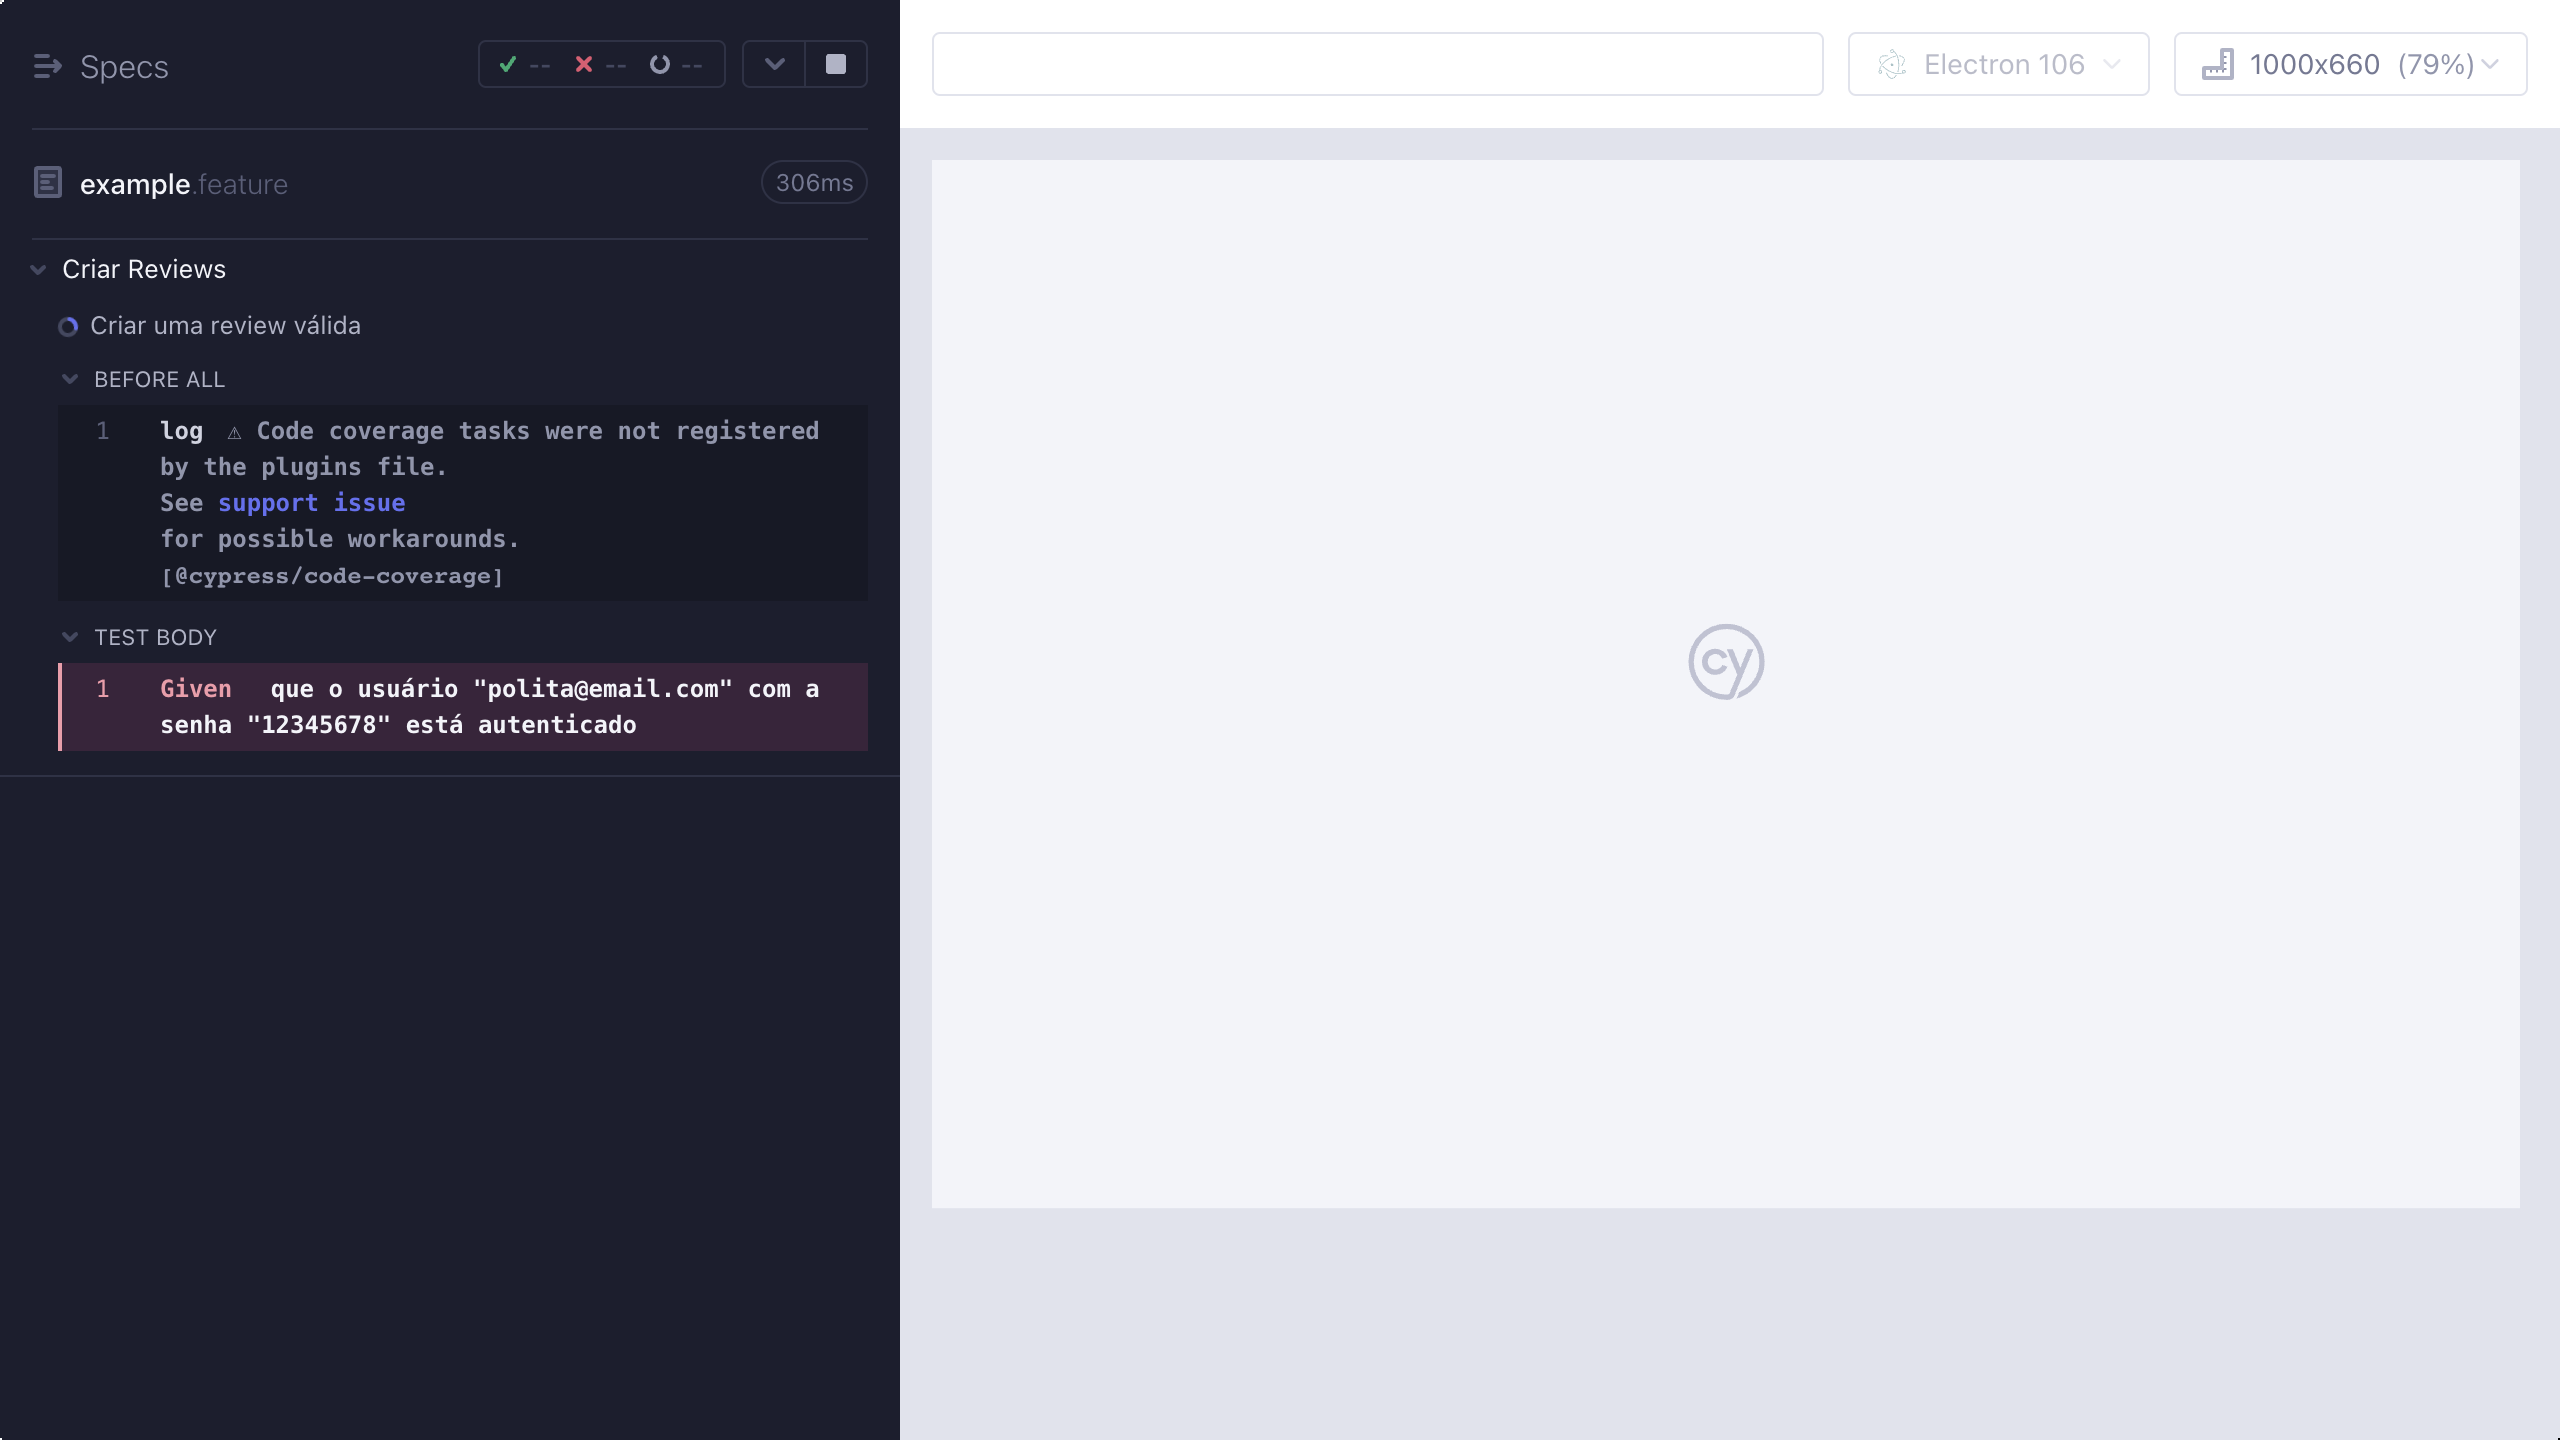 Specs
-- -- --
example.feature
306ms
Criar Reviews
Criar uma review válida
BEFORE ALL
1 log ⚠ Code coverage tasks were not registered
by the plugins file.
See support issue
for possible workarounds.
[@cypress/code-coverage]
TEST BODY
1 Given que o usuário "polita@email.com" com a
senha "12345678" está autenticado
Electron 106
1000x660 (79%)
cy